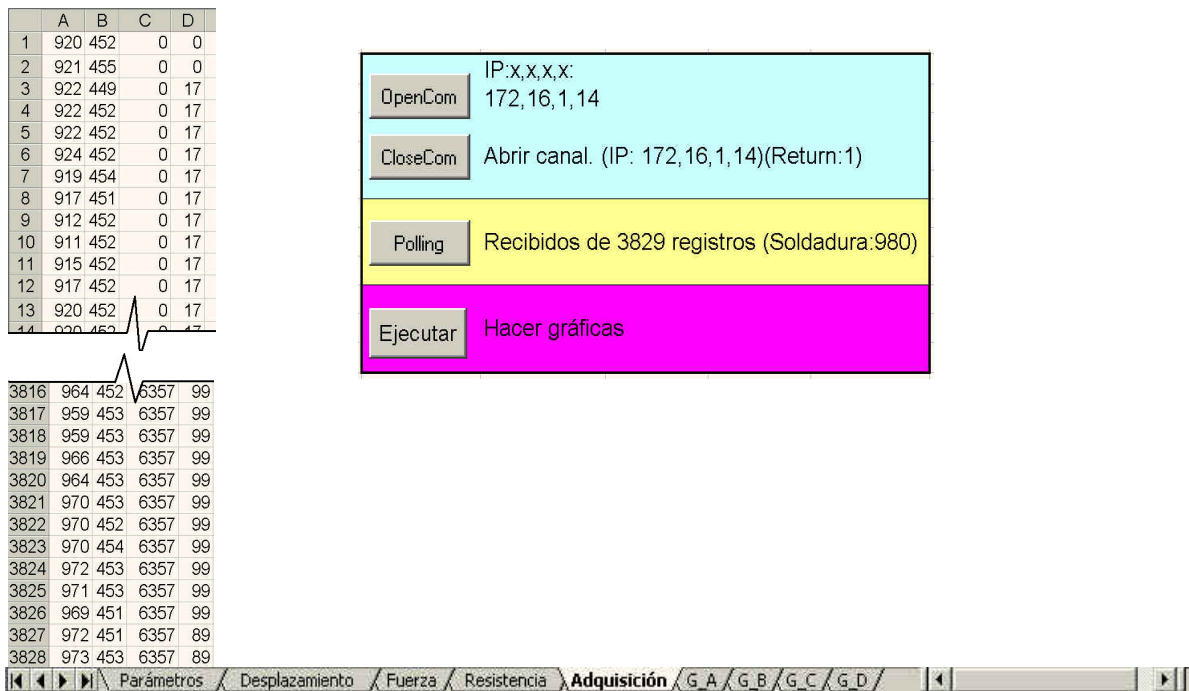 A B C D
1 920 452 0 0
2 921 455 0 0
3 922 449 0 17
4 922 452 0 17
5 922 452 0 17
6 924 452 0 17
7 919 454 0 17
8 917 451 0 17
9 912 452 0 17
10 911 452 0 17
11 915 452 0 17
12 917 452 0 17
13 920 452 0 17
3816 964 452 6357 99
3817 959 453 6357 99
3818 959 453 6357 99
3819 966 453 6357 99
3820 964 453 6357 99
3821 970 453 6357 99
3822 970 452 6357 99
3823 970 454 6357 99
3824 972 453 6357 99
3825 971 453 6357 99
3826 969 451 6357 99
3827 972 451 6357 89
3828 973 453 6357 89
IP:x,x,x,x:
OpenCom 172,16,1,14
CloseCom Abrir canal. (IP: 172,16,1,14)(Return:1)
Polling Recibidos de 3829 registros (Soldadura:980)
Ejecutar Hacer gráficas
Parámetros Desplazamiento Fuerza Resistencia Adquisición G_A G_B G_C G_D